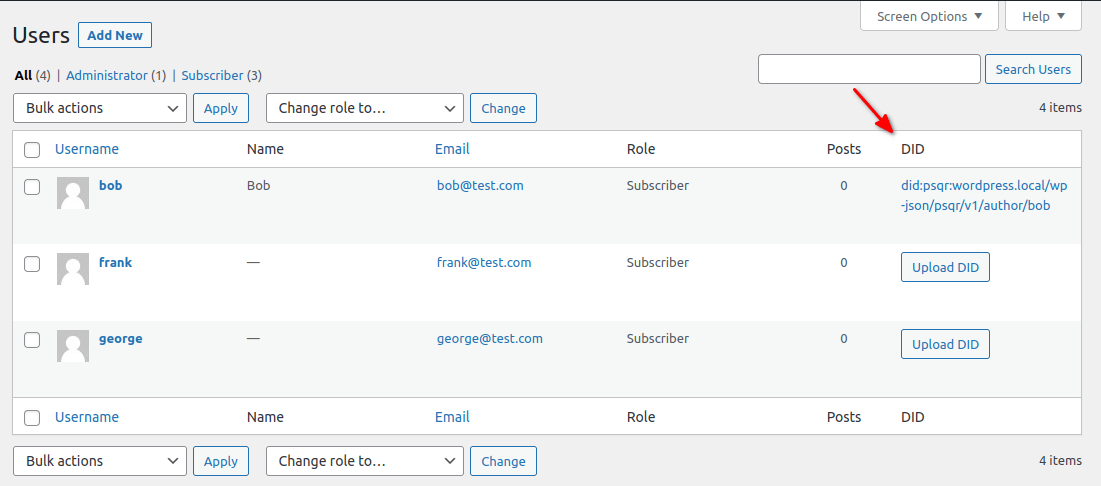 Screen Options Help
Users Add New
All (4) | Administrator (1) | Subscriber (3)
Search Users
Bulk actions Apply Change role to... Change 4 items
Username Name Email Role Posts DID
bob Bob bob@test.com Subscriber 0 did:psqr:wordpress.local/wp
-json/psqr/v1/author/bob
frank — frank@test.com Subscriber 0 Upload DID
george — george@test.com Subscriber 0 Upload DID
Username Name Email Role Posts DID
Bulk actions Apply Change role to... Change 4 items